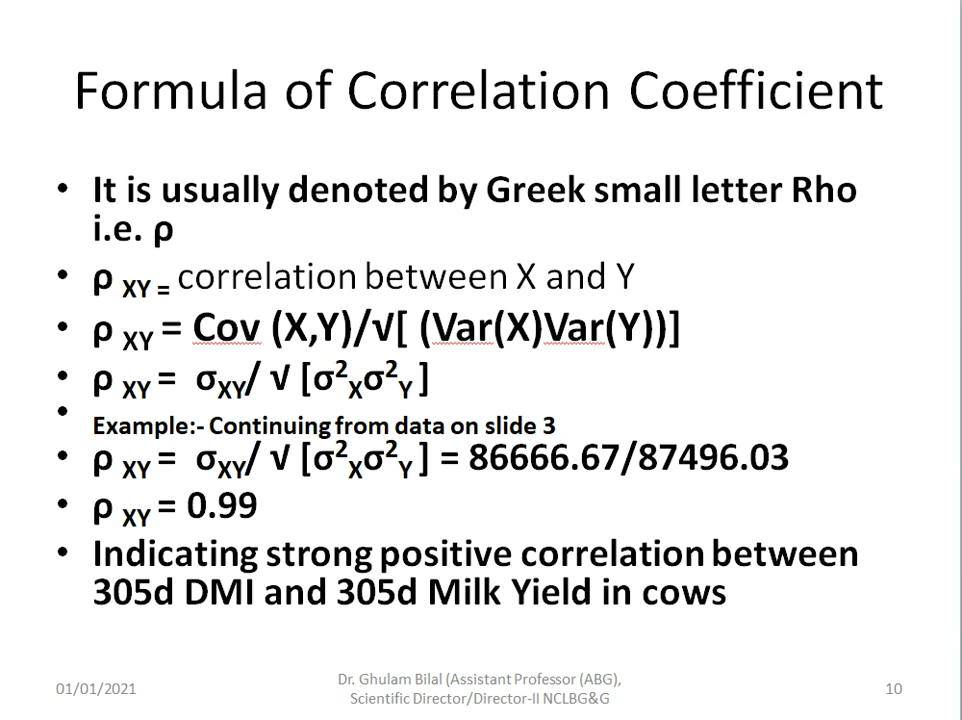 Formula of Correlation Coefficient
• It is usually denoted by Greek small letter Rho
i.e. ρ
• ρ XY = correlation between X and Y
• ρ XY = Cov (X,Y)/√[ (Var(X)Var(Y))]
• ρ XY = σXY/ √ [σ²Xσ²Y ]
• Example:- Continuing from data on slide 3
• ρ XY = σXY/ √ [σ²Xσ²Y ] = 86666.67/87496.03
• ρ XY = 0.99
• Indicating strong positive correlation between
305d DMI and 305d Milk Yield in cows
01/01/2021
Dr. Ghulam Bilal (Assistant Professor (ABG),
Scientific Director/Director-II NCLBG&G
10